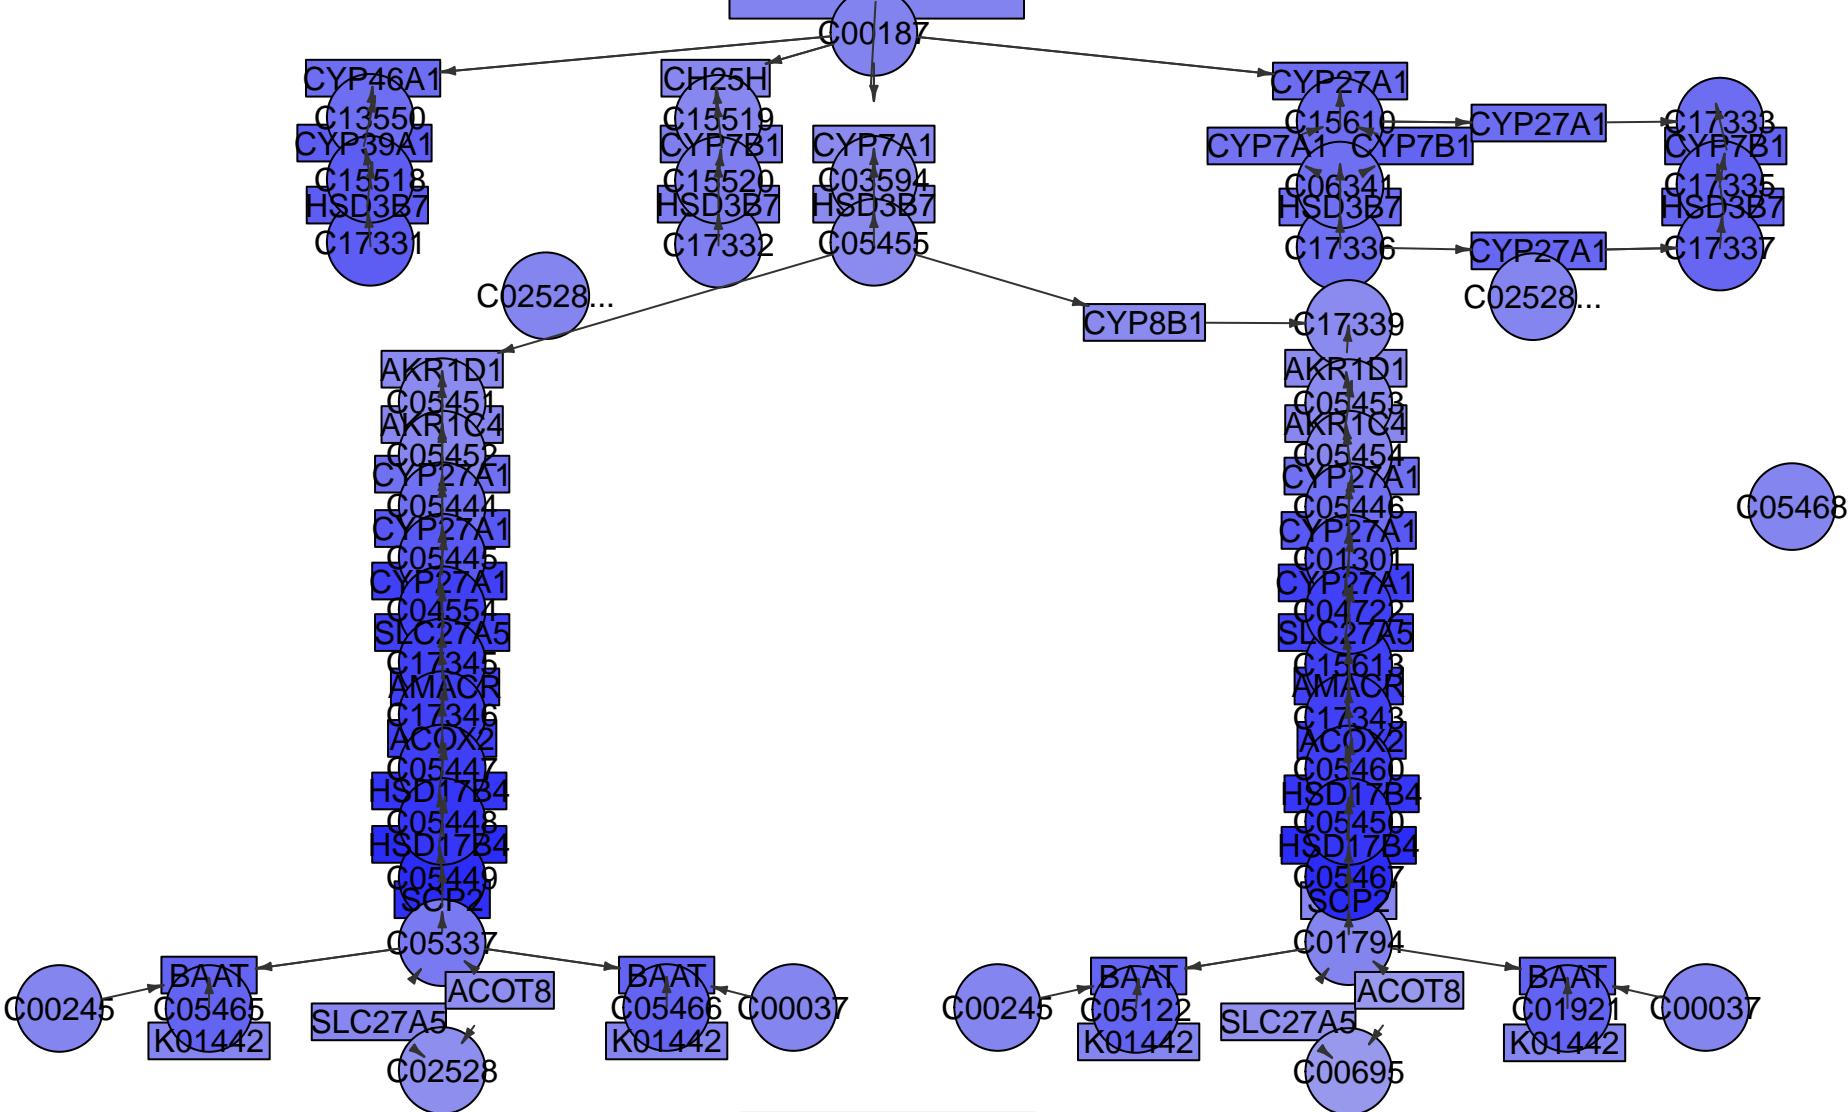 C00187
CYP46A1
CH25H
CYP27A1
C13550
C15519
C15610
CYP27A1
C17333
CYP39A1
CYP7B1
CYP7A1
CYP7A1
CYP7B1
CYP7B1
C15518
C15520
C03594
C06341
C17335
HSD3B7
HSD3B7
HSD3B7
HSD3B7
HSD3B7
C17331
C17332
C05455
C17336
CYP27A1
C17337
C02528...
C02528...
CYP8B1
C17339
AKR1D1
AKR1D1
C05451
C05453
AKR1C4
AKR1C4
C05452
C05454
CYP27A1
CYP27A1
C05444
C05446
C05468
CYP27A1
CYP27A1
C05445
C01301
CYP27A1
CYP27A1
C04554
C04722
SLC27A5
SLC27A5
C17345
C15613
AMACR
AMACR
C17346
C17343
ACOX2
ACOX2
C05447
C05460
HSD17B4
HSD17B4
C05448
C05450
HSD17B4
HSD17B4
C05449
C05467
SCP2
SCP2
C05337
C01794
BAAT
BAAT
BAAT
BAAT
ACOT8
ACOT8
C00245
C05465
C05466
C00037
C00245
C05122
C01921
C00037
SLC27A5
SLC27A5
K01442
K01442
K01442
K01442
C02528
C00695